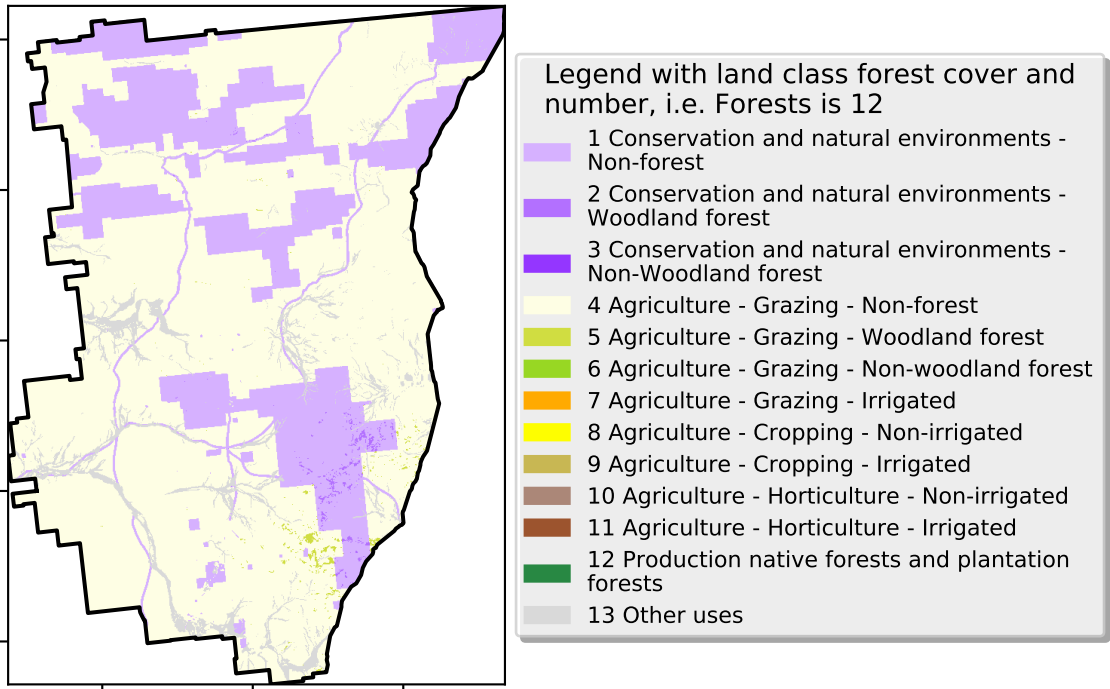 Legend with land class forest cover and
number, i.e. Forests is 12
1 Conservation and natural environments -
Non-forest
2 Conservation and natural environments -
Woodland forest
3 Conservation and natural environments -
Non-Woodland forest
4 Agriculture - Grazing - Non-forest
5 Agriculture - Grazing - Woodland forest
6 Agriculture - Grazing - Non-woodland forest
7 Agriculture - Grazing - Irrigated
8 Agriculture - Cropping - Non-irrigated
9 Agriculture - Cropping - Irrigated
10 Agriculture - Horticulture - Non-irrigated
11 Agriculture - Horticulture - Irrigated
12 Production native forests and plantation
forests
13 Other uses